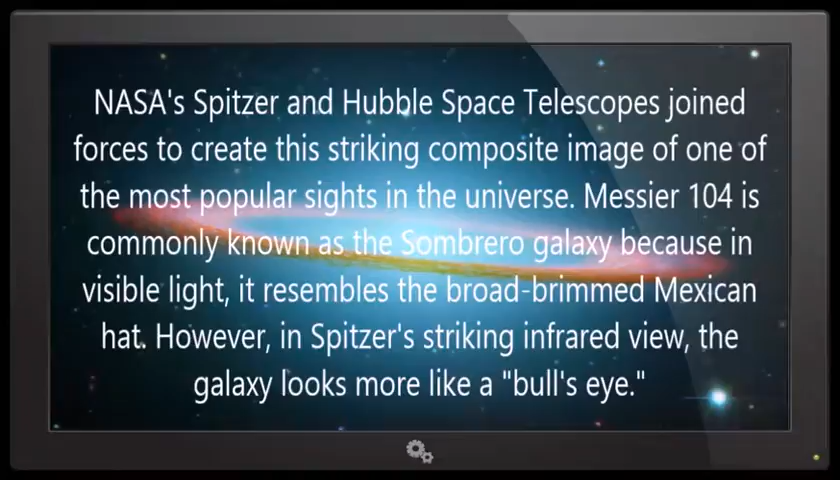 NASA's Spitzer and Hubble Space Telescopes joined
forces to create this striking composite image of one of
the most popular sights in the universe. Messier 104 is
commonly known as the Sombrero galaxy because in
visible light, it resembles the broad-brimmed Mexican
hat. However, in Spitzer's striking infrared view, the
galaxy looks more like a "bull's eye."